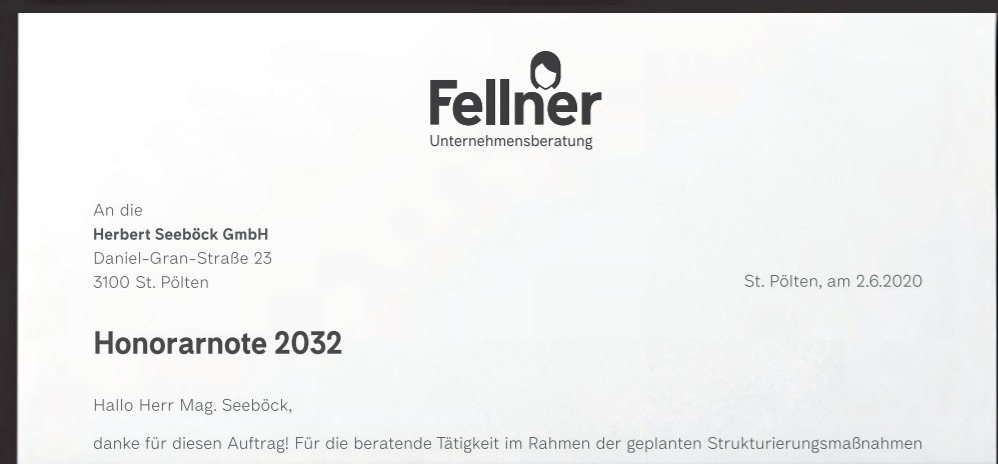 Fellner
Unternehmensberatung
An die
Herbert Seeböck GmbH
Daniel-Gran-Straße 23
3100 St. Pölten
St. Pölten, am 2.6.2020
Honorarnote 2032
Hallo Herr Mag. Seeböck,
danke für diesen Auftrag! Für die beratende Tätigkeit im Rahmen der geplanten Strukturierungsmaßnahmen